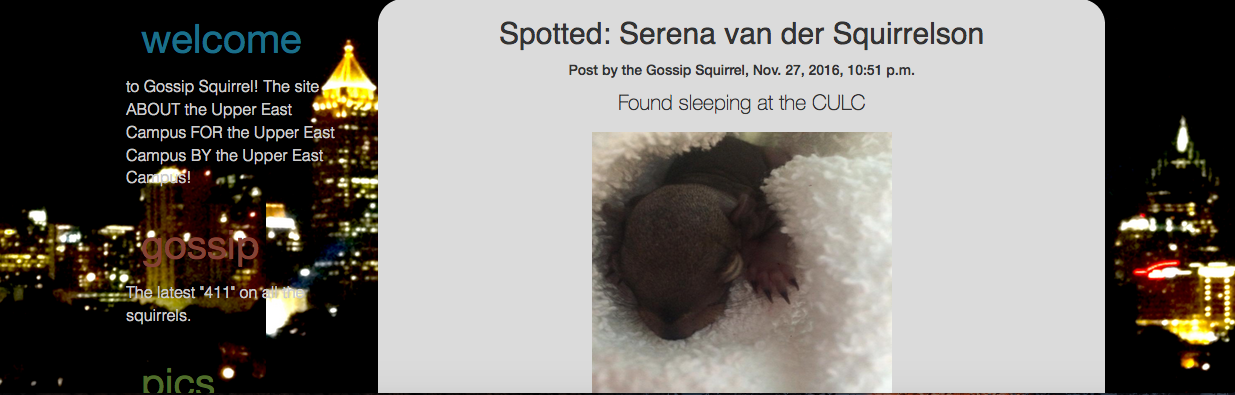 welcome
to Gossip Squirrel! The site
ABOUT the Upper East
Campus FOR the Upper East
Campus BY the Upper East
Campus!
gossip
The latest "411" on all the
squirrels.
pics
Spotted: Serena van der Squirrelson
Post by the Gossip Squirrel, Nov. 27, 2016, 10:51 p.m.
Found sleeping at the CULC